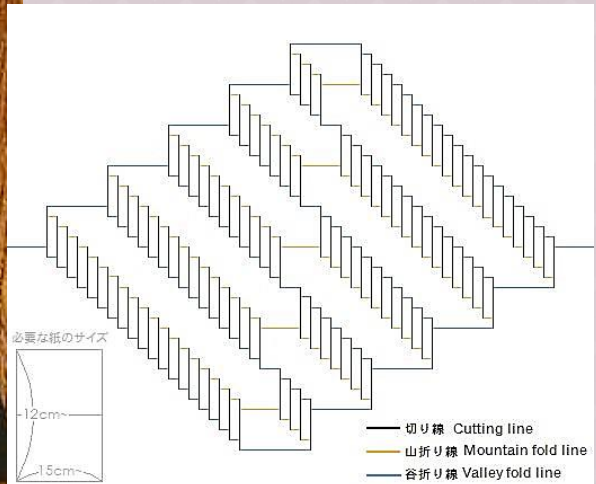 必要な紙のサイズ
12cm
15cm
切り線 Cutting line
山折り線 Mountain fold line
谷折り線 Valley fold line